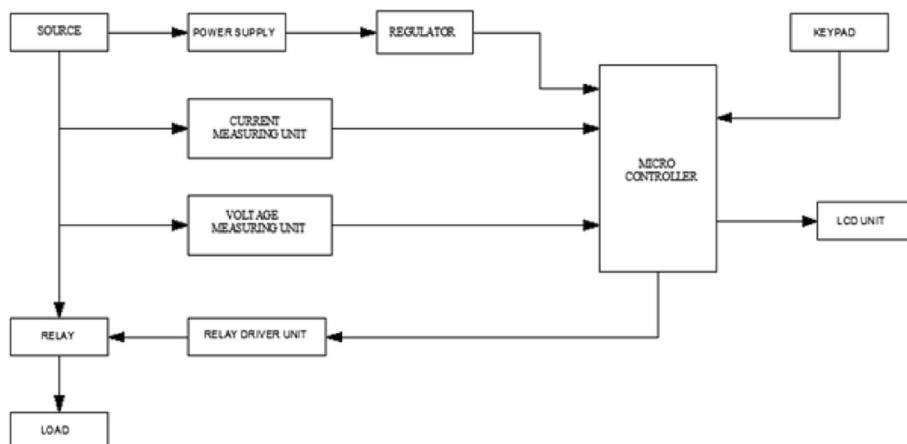 SOURCE
POWER SUPPLY
REGULATOR
KEYPAD
CURRENT
MEASURING UNIT
MICRO
CONTROLLER
VOLTAGE
MEASURING UNIT
LCD UNIT
RELAY
RELAY DRIVER UNIT
LOAD